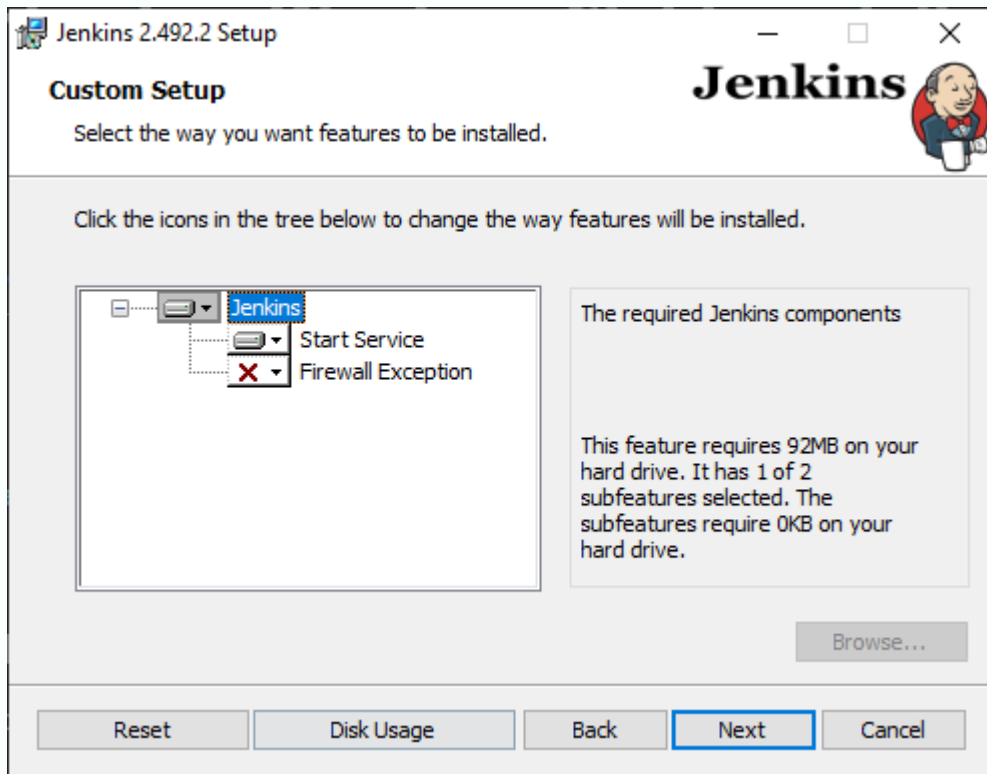 Jenkins 2.492.2 Setup
Custom Setup
Jenkins
Select the way you want features to be installed.
Click the icons in the tree below to change the way features will be installed.
Jenkins
Start Service
Firewall Exception
The required Jenkins components
This feature requires 92MB on your
hard drive. It has 1 of 2
subfeatures selected. The
subfeatures require 0KB on your
hard drive.
Browse...
Reset
Disk Usage
Back
Next
Cancel